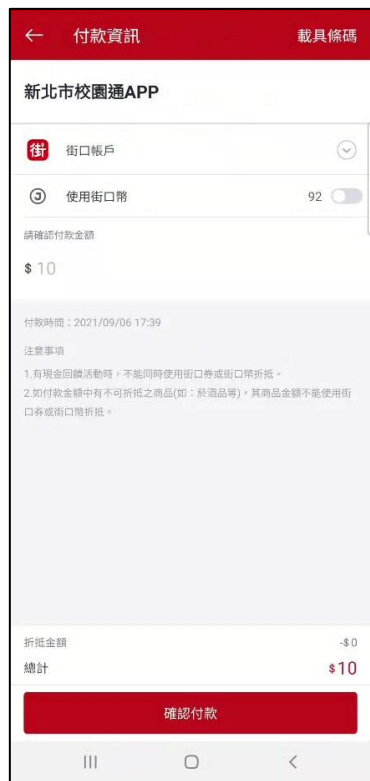 付款資訊 載具條碼
新北市校園通APP
街 街口帳戶
使用街口幣 92
請確認付款金額
$ 10
付款時間：2021/09/06 17:39
注意事項
1.有現金回饋活動時，不能同時使用街口券或街口幣折抵。
2.如付款金額中有不可折抵之商品(如：菸酒品等)，其商品金額不能使用街
口券或街口幣折抵。
折抵金額 -$0
總計 $10
確認付款